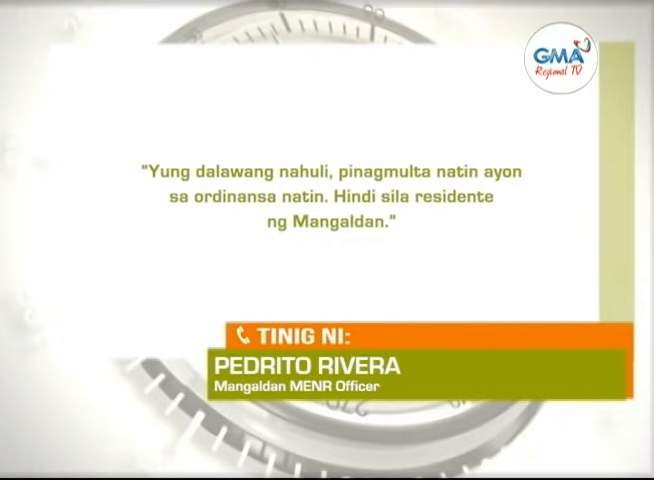 GMA
Regional TV
"Yung dalawang nahuli, pinagmulta natin ayon
sa ordinansa natin. Hindi sila residente
ng Mangaldan."
TINIG NI:
PEDRITO RIVERA
Mangaldan MENR Officer
270